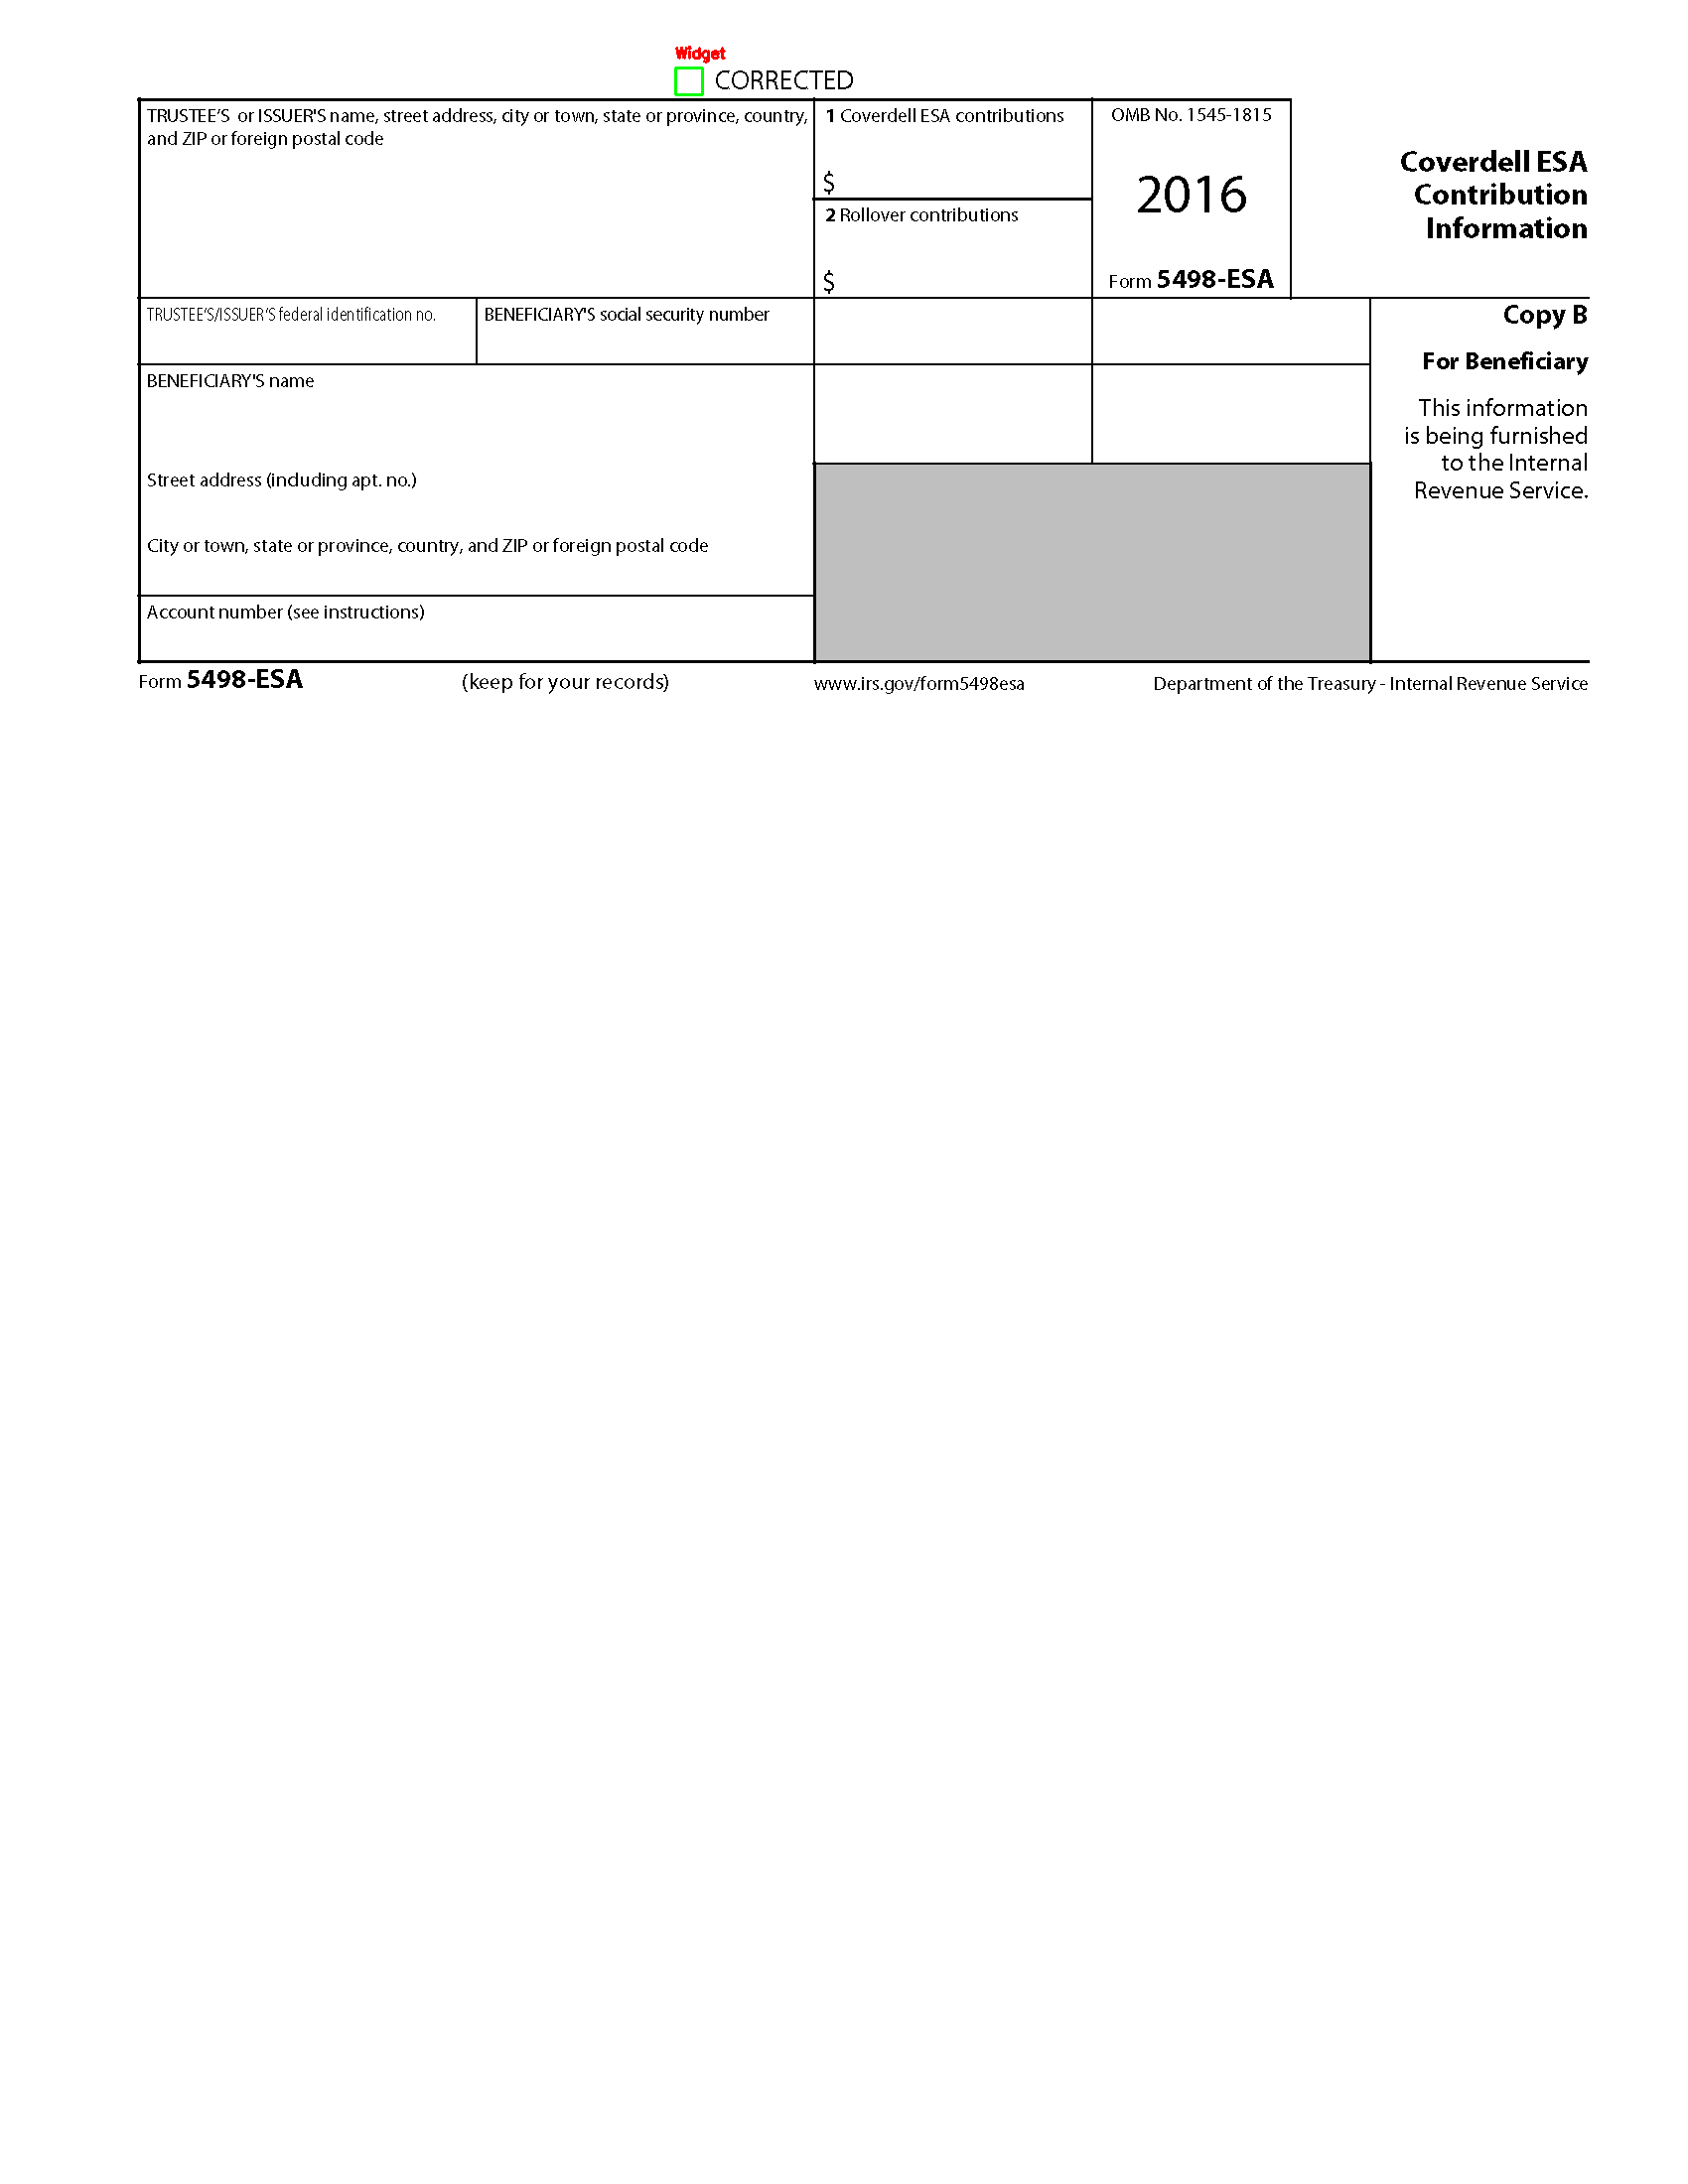 Widget
CORRECTED
TRUSTEE'S or ISSUER'S name, street address, city or town, state or province, country,
and ZIP or foreign postal code
1 Coverdell ESA contributions
$
2 Rollover contributions
$
OMB No. 1545-1815
2016
Form 5498-ESA
Coverdell ESA
Contribution
Information
TRUSTEE'S/ISSUER'S federal identification no.
BENEFICIARY'S social security number
Copy B
For Beneficiary
This information
is being furnished
to the Internal
Revenue Service.
BENEFICIARY'S name
Street address (including apt. no.)
City or town, state or province, country, and ZIP or foreign postal code
Account number (see instructions)
Form 5498-ESA
(keep for your records)
www.irs.gov/form5498esa
Department of the Treasury - Internal Revenue Service